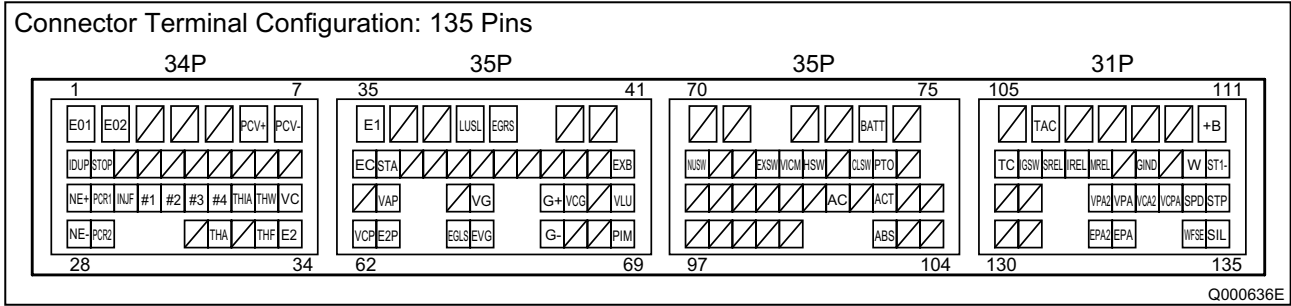 Connector Terminal Configuration: 135 Pins
34P 35P 35P 31P
1 7 35 41 70 75 105 111
E01 E02 PCV+ PCV- E1 LUSL EGRS BATT TAC +B
IDUP STOP EC STA EXB NUSW EXSW VICM HSW CLSW PTO TC IGSW SREL IREL MREL GIND W ST1-
NE+ PCR1 INJF #1 #2 #3 #4 THIA THW VC VAP VG G+ VCG VLU AC ACT VPA2 VPA VCA2 VCPA SPD STP
NE- PCR2 THA THF E2 VCP E2P EGLS EVG G- PIM ABS EPA2 EPA WFSE SIL
28 34 62 69 97 104 130 135
Q000636E